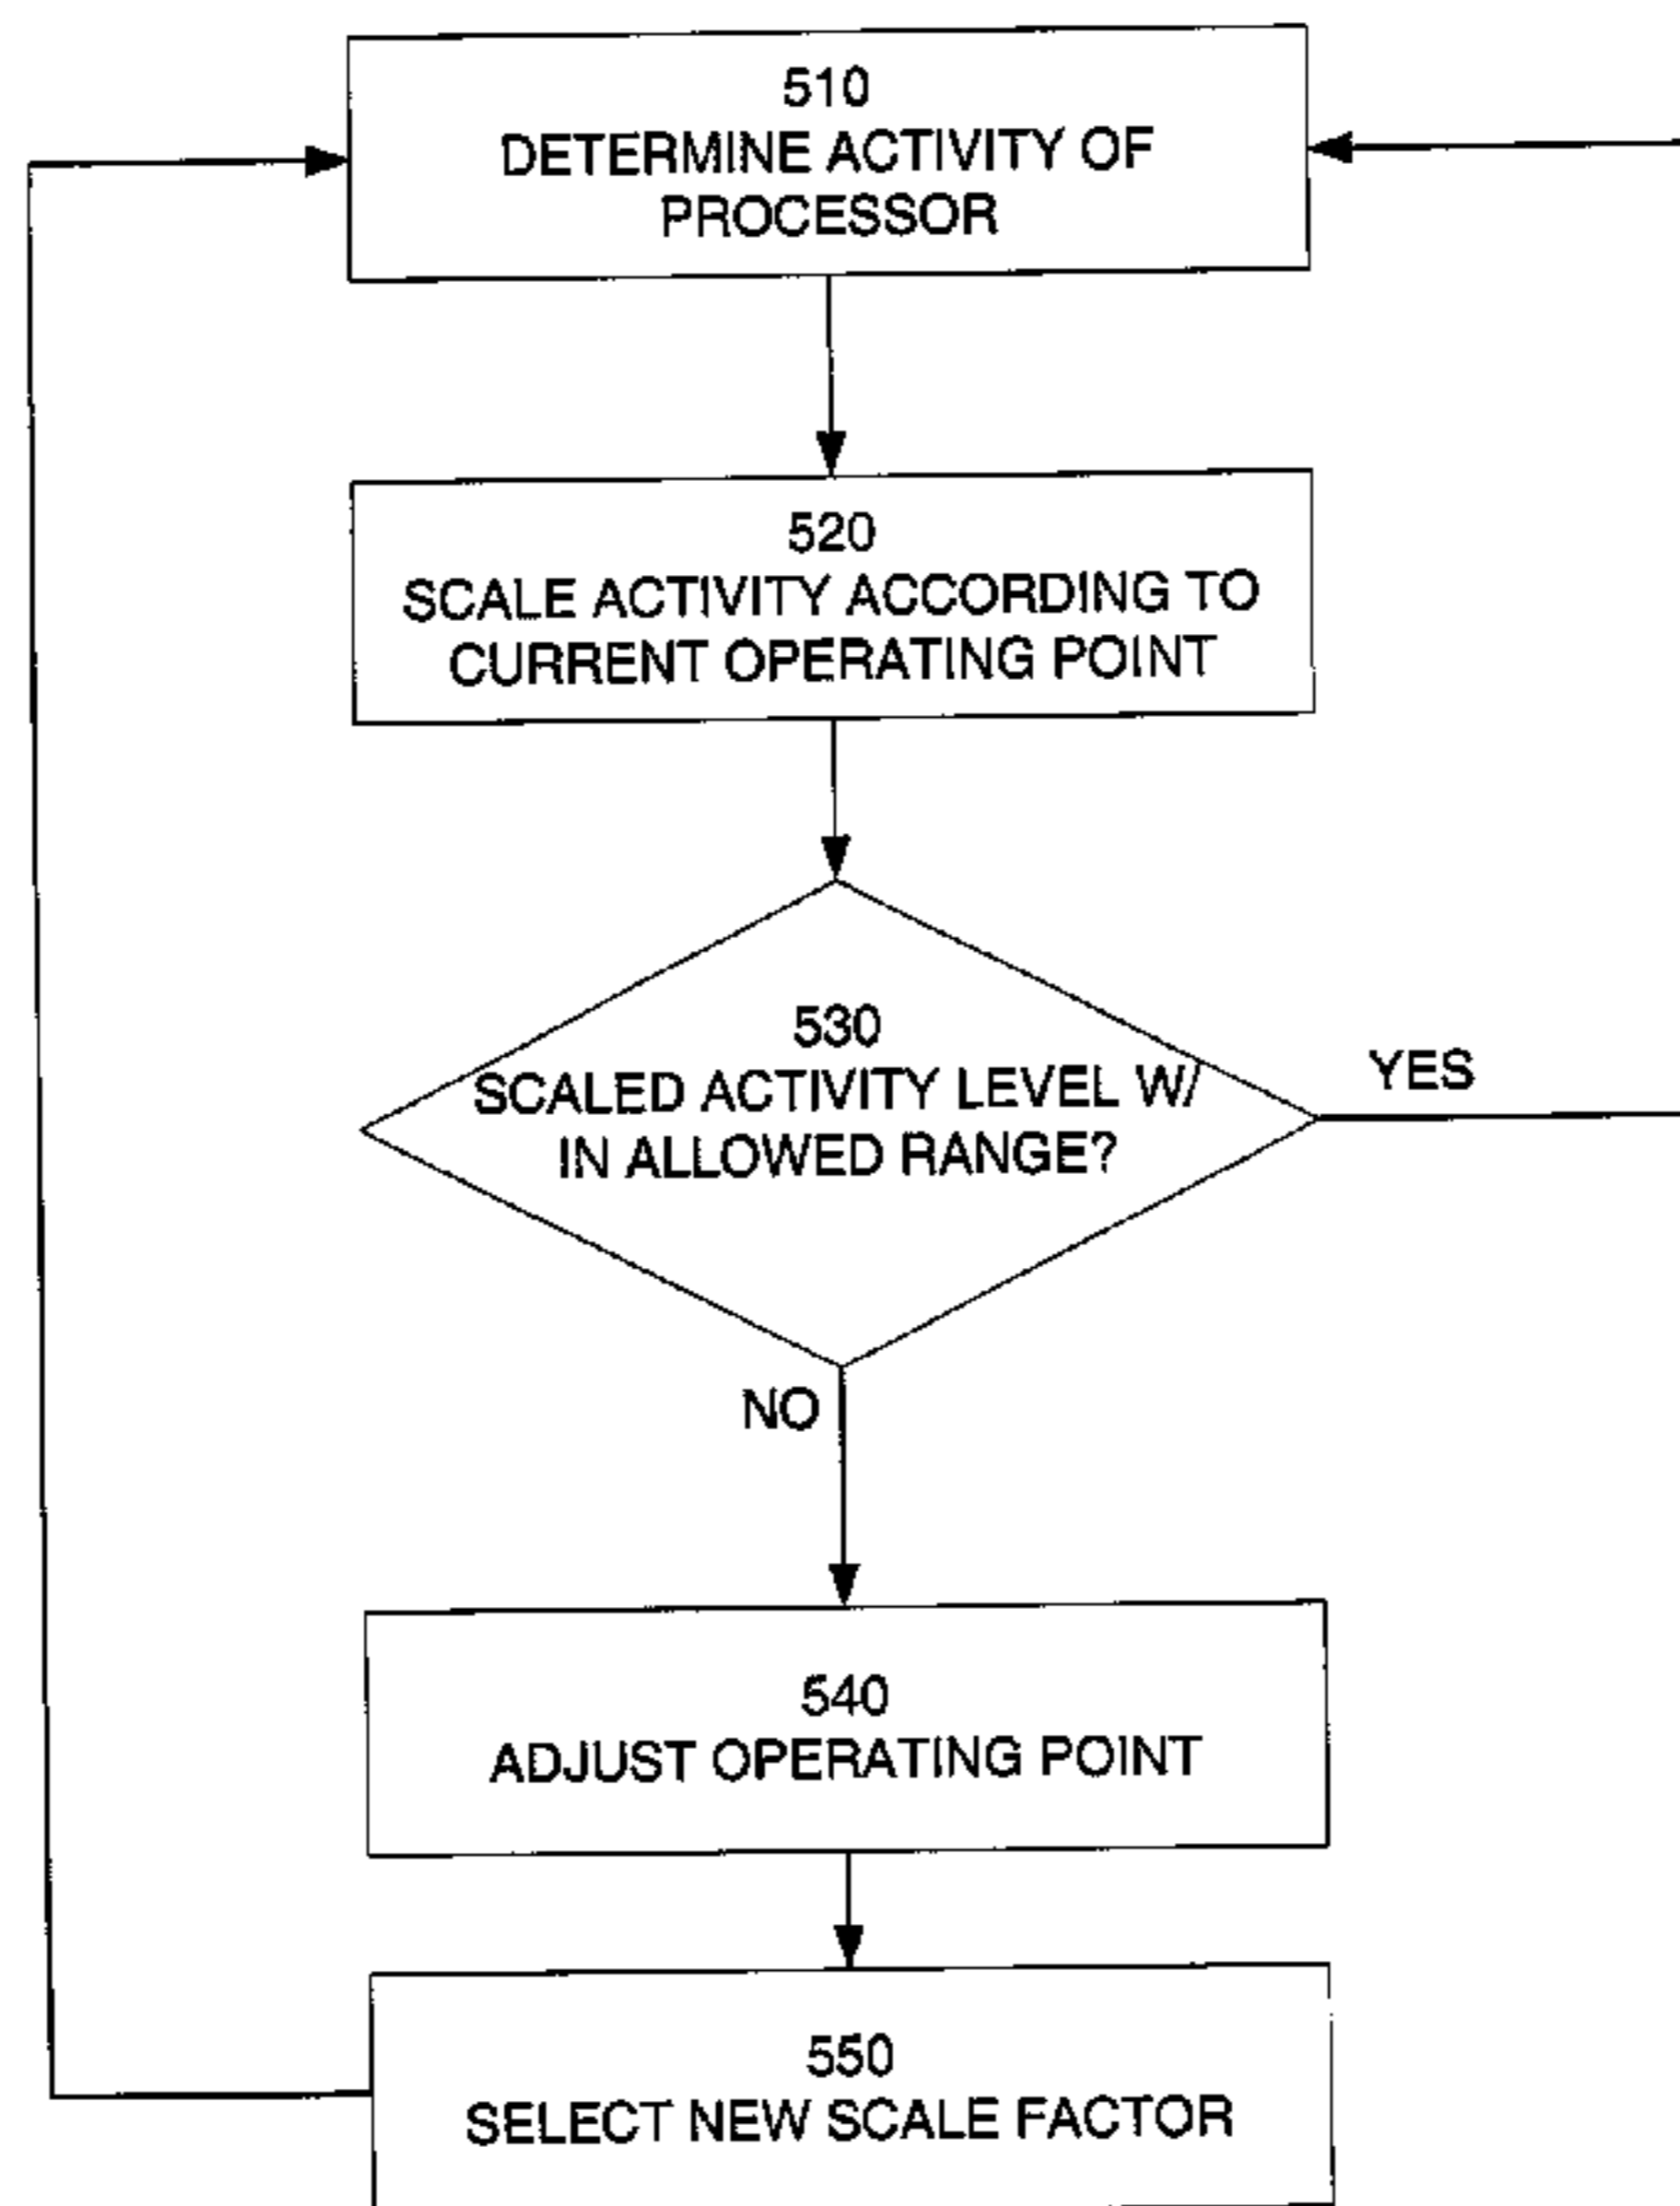 510
DETERMINE ACTIVITY OF
PROCESSOR
520
SCALE ACTIVITY ACCORDING TO
CURRENT OPERATING POINT
530
SCALED ACTIVITY LEVEL W/
IN ALLOWED RANGE?
YES
NO
540
ADJUST OPERATING POINT
550
SELECT NEW SCALE FACTOR